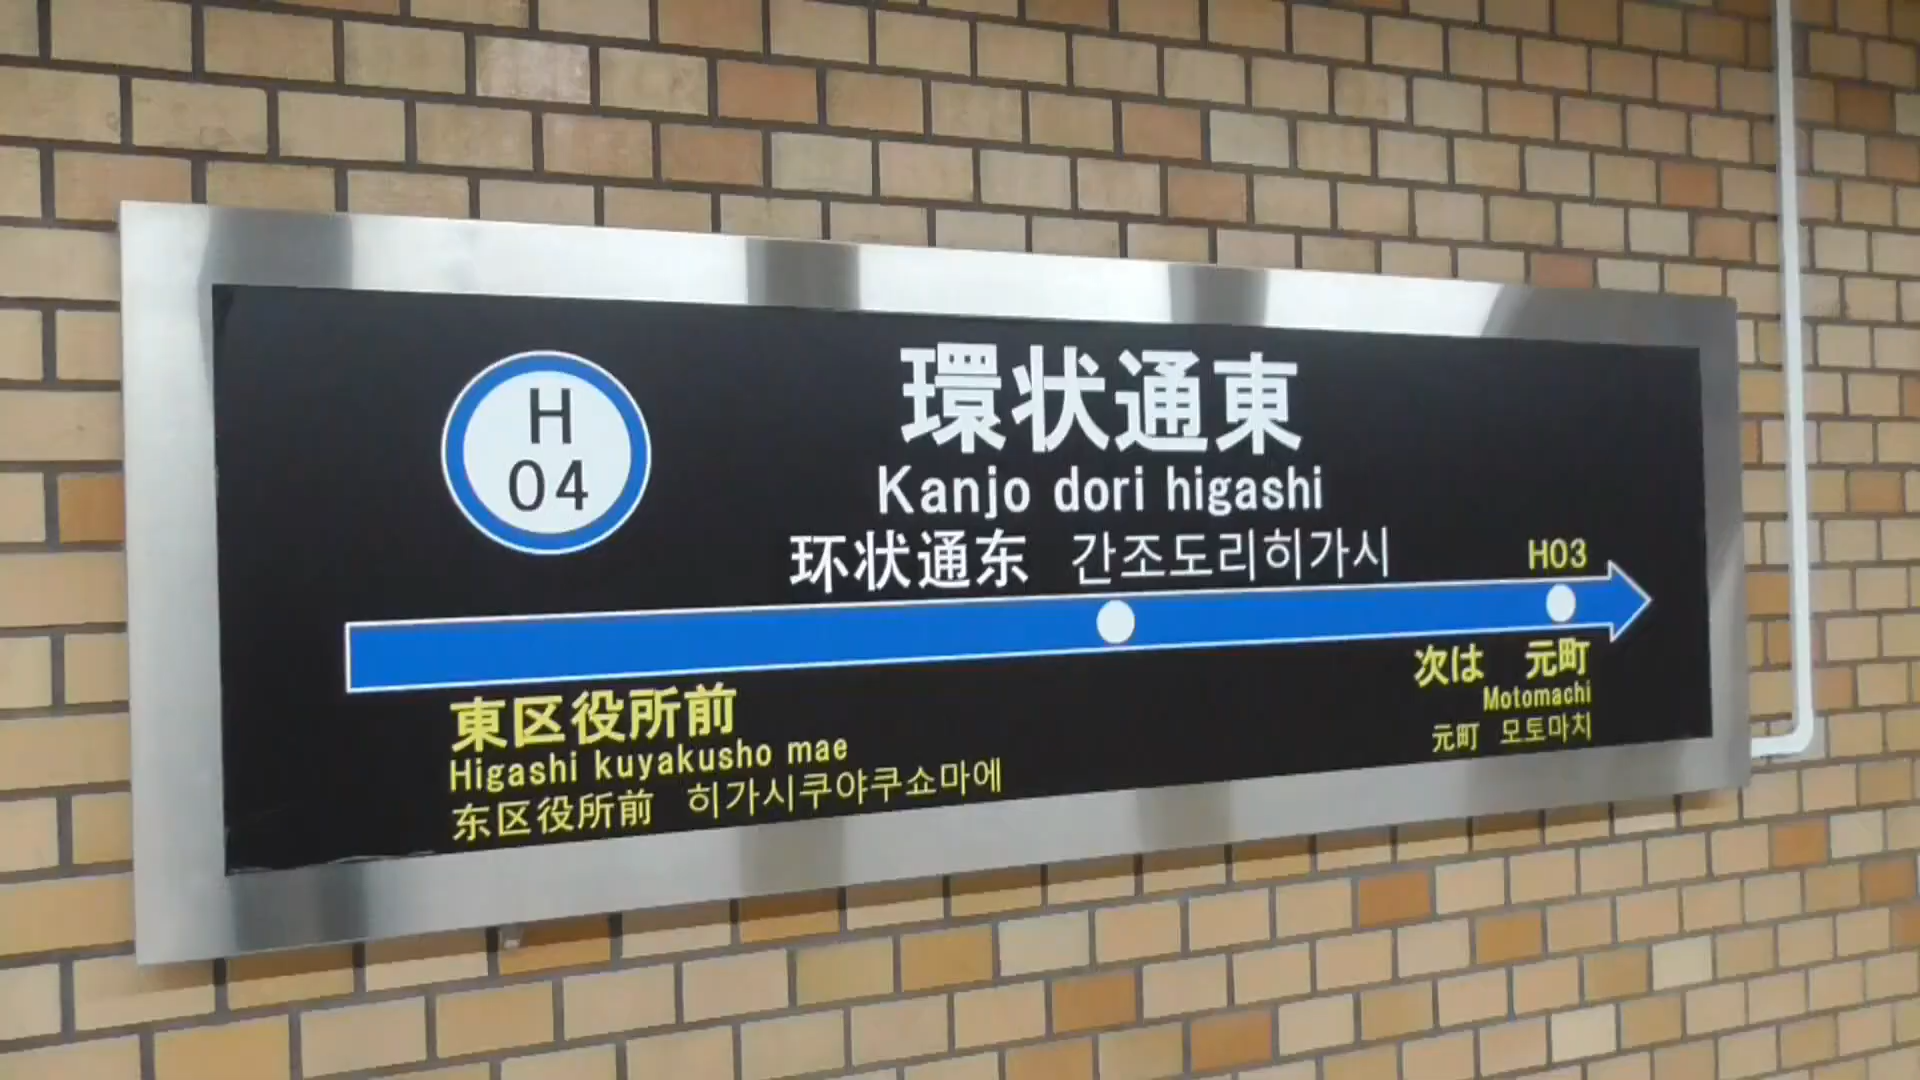 H
04
環状通東
Kanjo dori higashi
环状通东 간조도리히가시
H03
次は 元町
Motomachi
元町 모토마치
東区役所前
Higashi kuyakusho mae
东区役所前 히가시쿠야쿠쇼마에